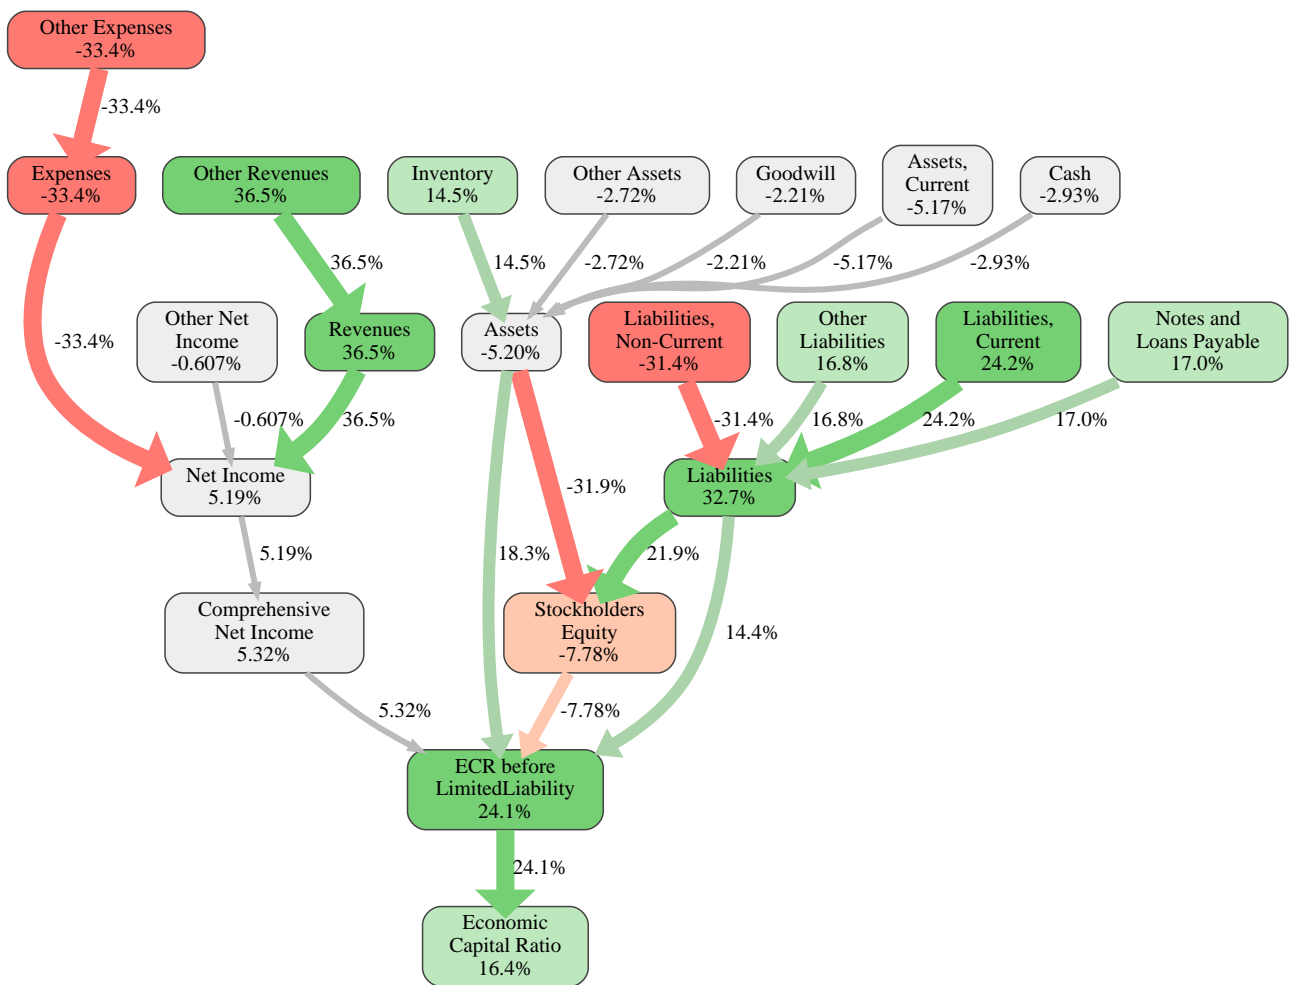 Other Expenses
-33.4%
-33.4%
Expenses
-33.4%
Other Revenues
36.5%
Inventory
14.5%
Other Assets
-2.72%
Goodwill
-2.21%
Assets,
Current
-5.17%
Cash
-2.93%
36.5%
14.5%
-2.72%
-2.21%
-5.17%
-2.93%
-33.4%
Other Net
Income
-0.607%
Revenues
36.5%
Assets
-5.20%
Liabilities,
Non-Current
-31.4%
Other
Liabilities
16.8%
Liabilities,
Current
24.2%
Notes and
Loans Payable
17.0%
-0.607%
36.5%
-31.4%
16.8%
24.2%
17.0%
Net Income
5.19%
-31.9%
Liabilities
32.7%
5.19%
18.3%
21.9%
Comprehensive
Net Income
5.32%
Stockholders
Equity
-7.78%
14.4%
5.32%
-7.78%
ECR before
LimitedLiability
24.1%
24.1%
Economic
Capital Ratio
16.4%